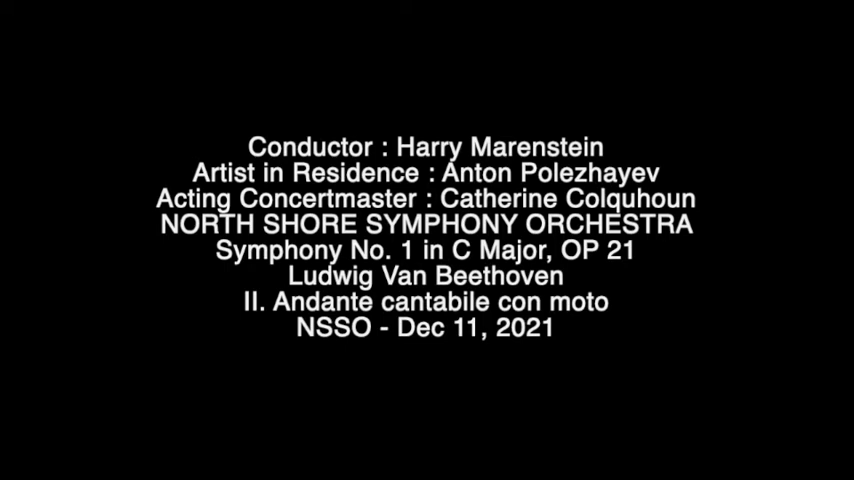 Conductor : Harry Marenstein
Artist in Residence : Anton Polezhayev
Acting Concertmaster : Catherine Colquhoun
NORTH SHORE SYMPHONY ORCHESTRA
Symphony No. 1 in C Major, OP 21
Ludwig Van Beethoven
II. Andante cantabile con moto
NSSO - Dec 11, 2021